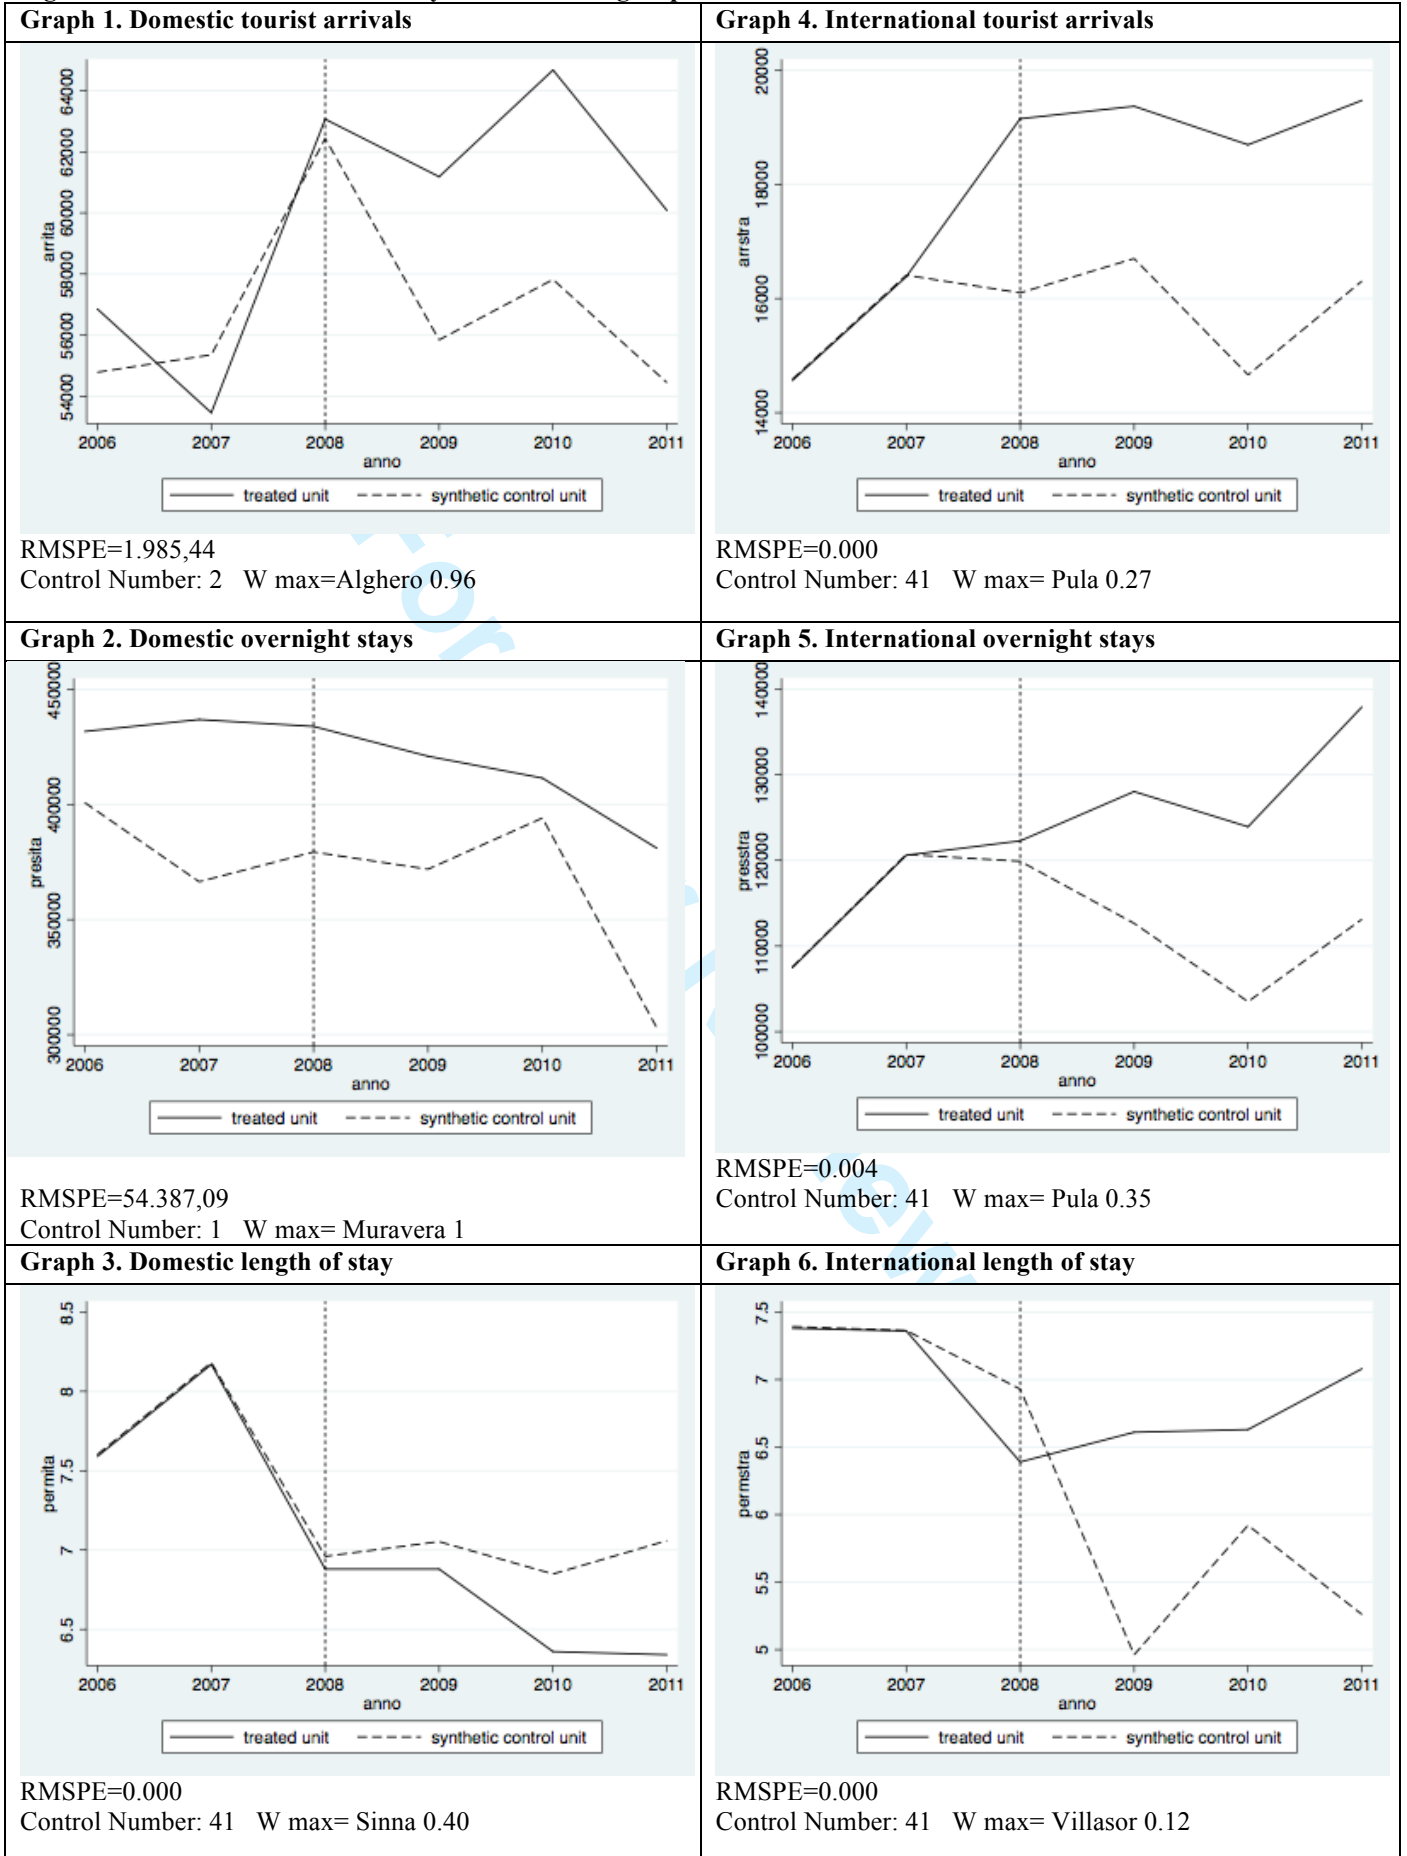 Graph 1. Domestic tourist arrivals
64000
62000
60000
58000
56000
54000
arrita
2006 2007 2008 2009 2010 2011
anno
treated unit synthetic control unit
RMSPE=1.985,44
Control Number: 2 W max=Alghero 0.96
Graph 4. International tourist arrivals
20000
18000
16000
14000
arrstra
2006 2007 2008 2009 2010 2011
anno
treated unit synthetic control unit
RMSPE=0.000
Control Number: 41 W max= Pula 0.27
Graph 2. Domestic overnight stays
450000
400000
350000
300000
presita
2006 2007 2008 2009 2010 2011
anno
treated unit synthetic control unit
RMSPE=54.387,09
Control Number: 1 W max= Muravera 1
Graph 5. International overnight stays
140000
130000
120000
110000
100000
presstra
2006 2007 2008 2009 2010 2011
anno
treated unit synthetic control unit
RMSPE=0.004
Control Number: 41 W max= Pula 0.35
Graph 3. Domestic length of stay
8.5
8
7.5
7
6.5
permita
2006 2007 2008 2009 2010 2011
anno
treated unit synthetic control unit
RMSPE=0.000
Control Number: 41 W max= Sinna 0.40
Graph 6. International length of stay
7.5
7
6.5
6
5.5
5
permstra
2006 2007 2008 2009 2010 2011
anno
treated unit synthetic control unit
RMSPE=0.000
Control Number: 41 W max= Villasor 0.12